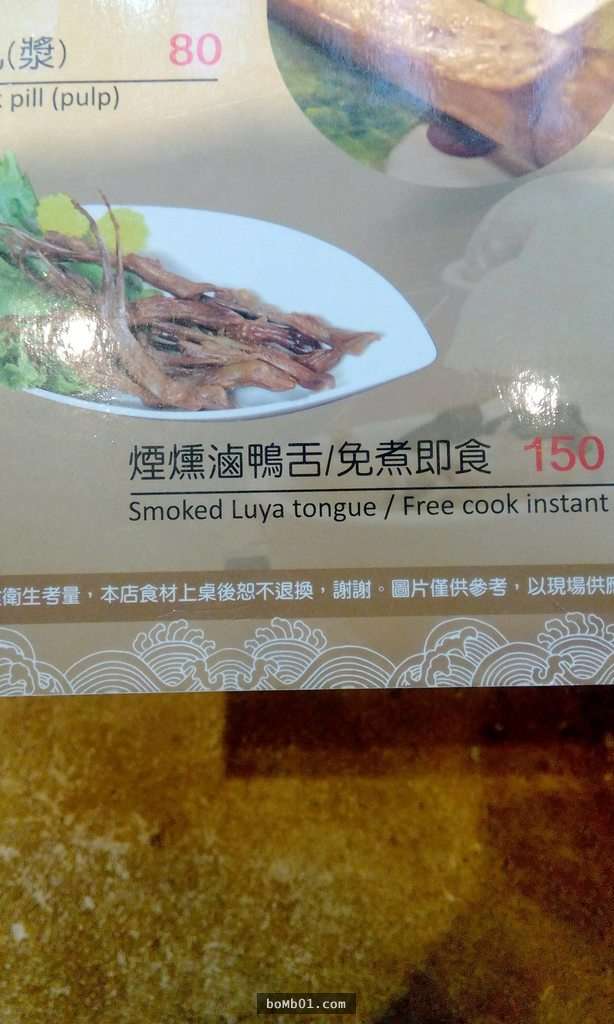 (漿) 80
pill (pulp)
煙燻滷鴨舌/免煮即食 150
Smoked Luya tongue / Free cook instant
衛生考量，本店食材上桌後恕不退換，謝謝。圖片僅供參考，以現場供應
boMb01.com